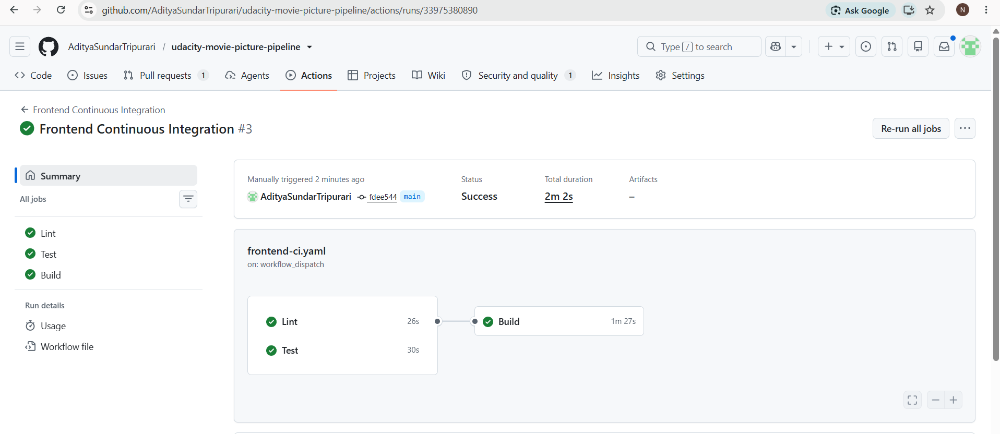 github.com/AdityaSundarTripurari/udacity-movie-picture-pipeline/actions/runs/33975380890
Ask Google
N
AdityaSundarTripurari / udacity-movie-picture-pipeline
Type / to search
Code
Issues
Pull requests 1
Agents
Actions
Projects
Wiki
Security and quality 1
Insights
Settings
Frontend Continuous Integration
Frontend Continuous Integration #3
Re-run all jobs
Summary
All jobs
Lint
Test
Build
Run details
Usage
Workflow file
Manually triggered 2 minutes ago
AdityaSundarTripurari fdee544 main
Status
Success
Total duration
2m 2s
Artifacts
–
frontend-ci.yaml
on: workflow_dispatch
Lint 26s
Test 30s
Build 1m 27s